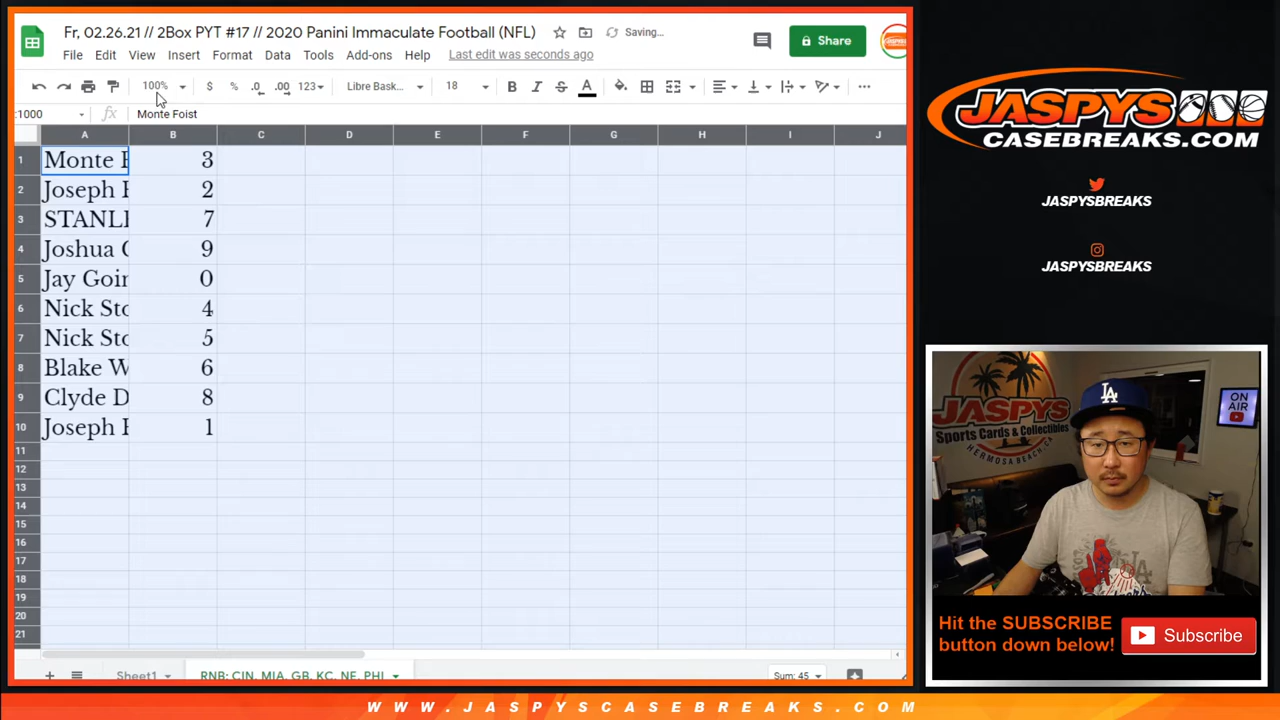 Fr, 02.26.21 // 2Box PYT #17 // 2020 Panini Immaculate Football (NFL) Saving...
File Edit View Insert Format Data Tools Add-ons Help Last edit was seconds ago
Share
100% $ % .0 .00 123 Libre Bask... 18 B I S A
:1000 fx Monte Foist
A B C D E F G H I J
1 Monte F 3
2 Joseph 2
3 STANLE 7
4 Joshua C 9
5 Jay Goin 0
6 Nick Sto 4
7 Nick Sto 5
8 Blake W 6
9 Clyde D 8
10 Joseph 1
11
12
13
14
15
16
17
18
19
20
21
Sheet1 RNB: CIN, MIA, GB, KC, NE, PHI Sum: 45
JASPYS
CASEBREAKS.COM
JASPYSBREAKS
JASPYSBREAKS
JASPYS
Sports Cards & Collectibles
HERMOSA BEACH, CA
ON AIR
LA
Hit the SUBSCRIBE
button down below!
Subscribe
WWW.JASPYSCASEBREAKS.COM